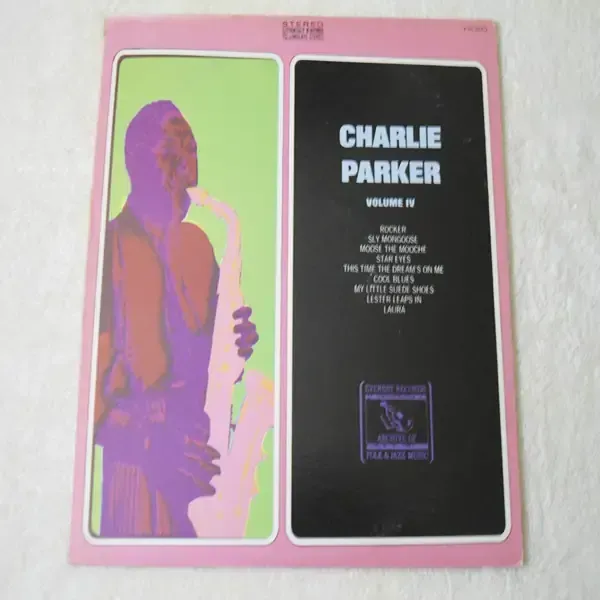 STEREO
CHARLIE
PARKER
VOLUME IV
ROCKER
SLY MONGOOSE
MOOSE THE MOOCHE
STAR EYES
THIS TIME THE DREAM'S ON ME
COOL BLUES
MY LITTLE SUEDE SHOES
LESTER LEAPS IN
LAURA
EVEREST RECORDS
ARCHIVE OF
FOLK & JAZZ MUSIC